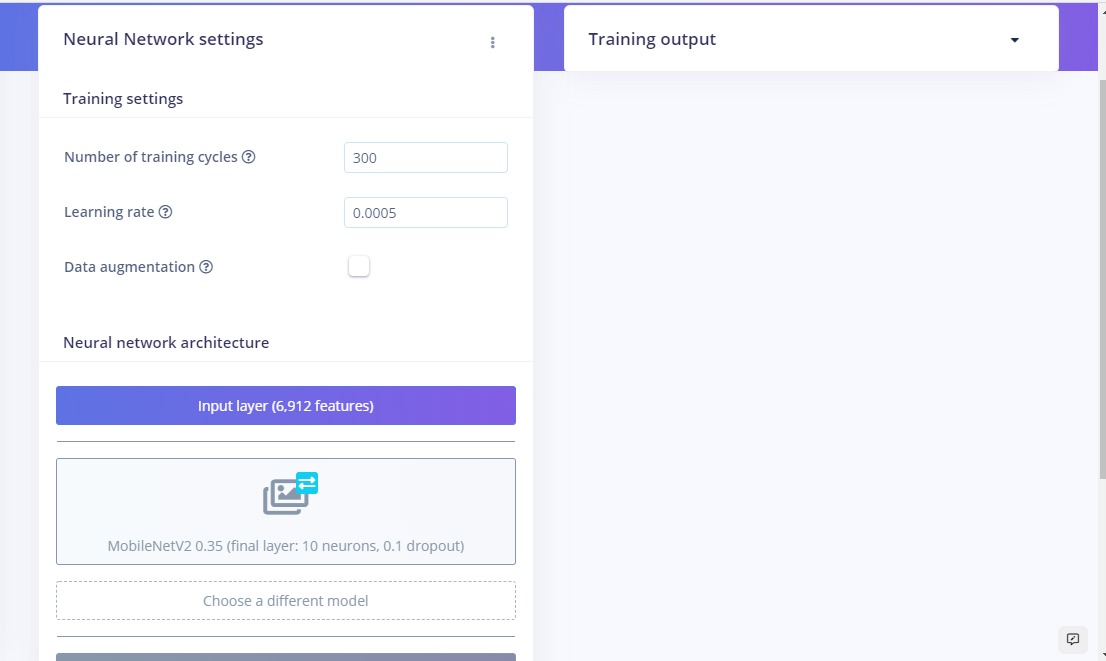 Neural Network settings
Training settings
Number of training cycles
300
Learning rate
0.0005
Data augmentation
Neural network architecture
Input layer (6,912 features)
MobileNetV2 0.35 (final layer: 10 neurons, 0.1 dropout)
Choose a different model
Training output